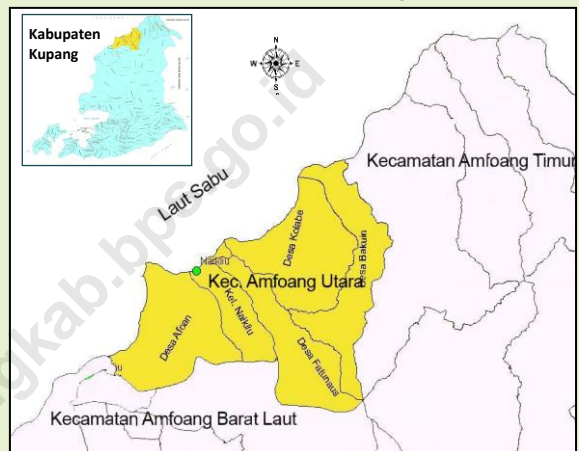 Kabupaten
Kupang
N
W E
S
Laut Sabu
Kecamatan Amfoang Timur
Desa Kolabe
Desa Bakuin
Naikliu
Kec. Amfoang Utara
Kel. Naikliu
Desa Afoan
Desa Fatunaus
Kecamatan Amfoang Barat Laut
gkab.bps.go.id